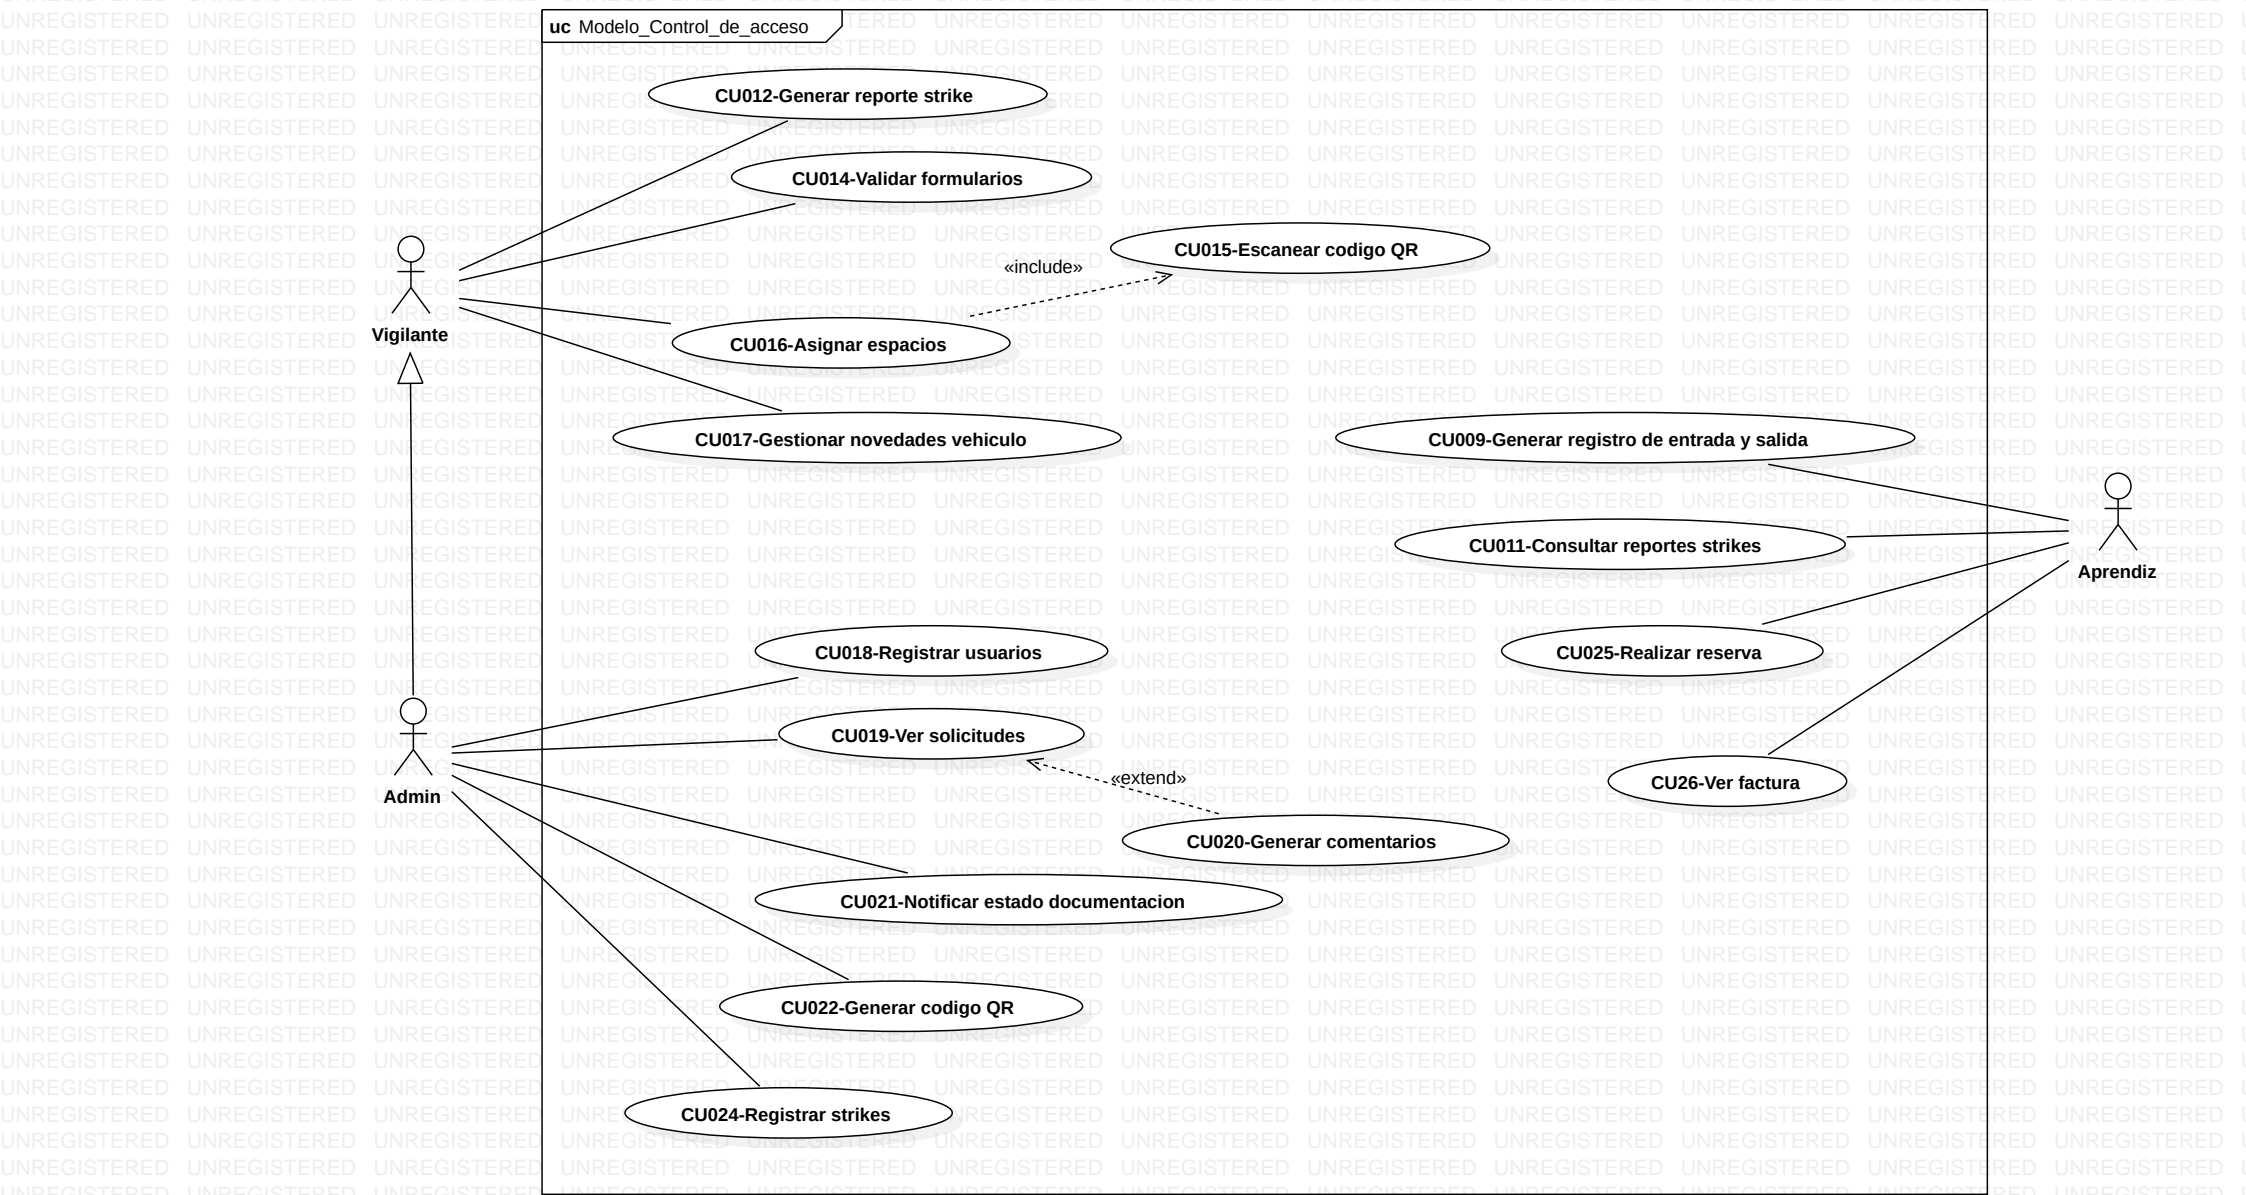 uc Modelo_Control_de_acceso
CU012-Generar reporte strike
CU014-Validar formularios
CU015-Escanear codigo QR
«include»
Vigilante
CU016-Asignar espacios
CU017-Gestionar novedades vehiculo
CU009-Generar registro de entrada y salida
CU011-Consultar reportes strikes
Aprendiz
CU018-Registrar usuarios
CU025-Realizar reserva
CU019-Ver solicitudes
«extend»
CU26-Ver factura
Admin
CU020-Generar comentarios
CU021-Notificar estado documentacion
CU022-Generar codigo QR
CU024-Registrar strikes
UNREGISTERED